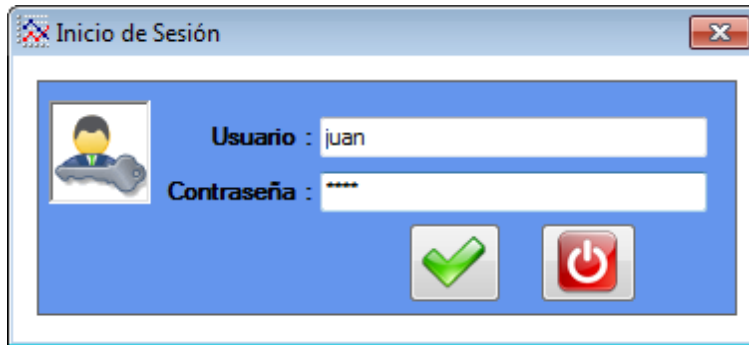 Inicio de Sesión
Usuario : juan
Contraseña : ****